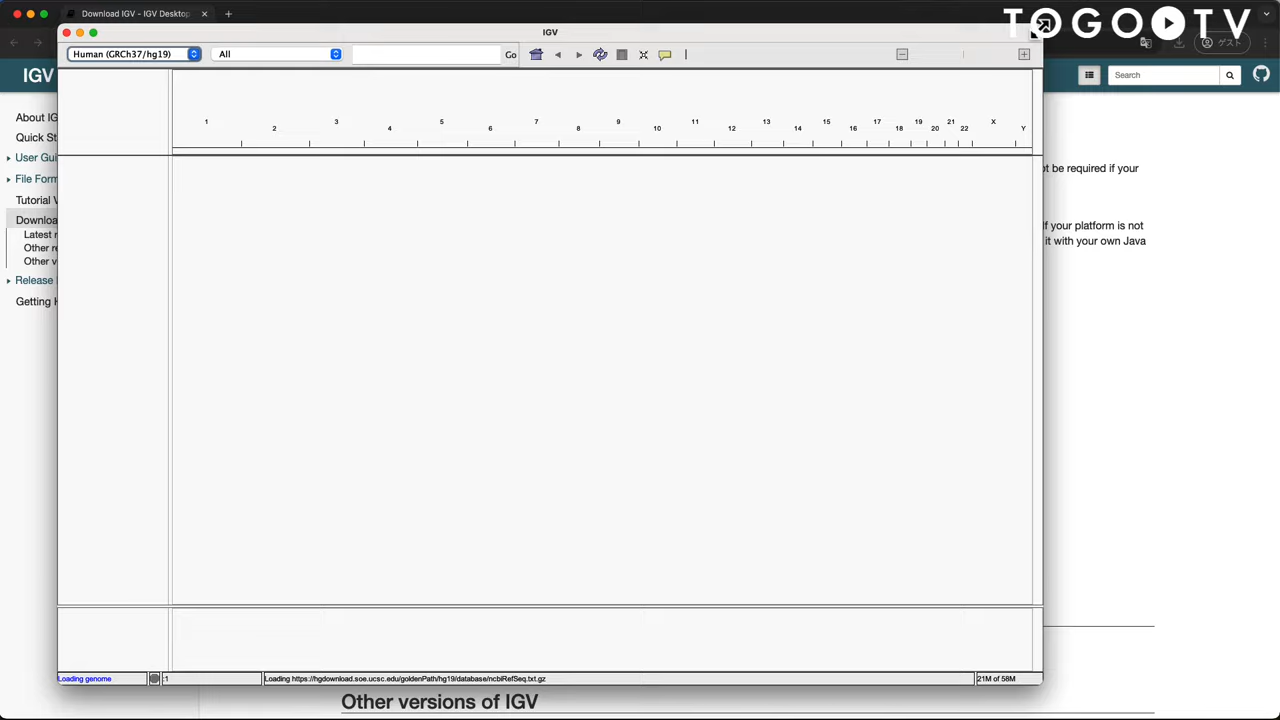 Download IGV - IGV Desktop
TOGO TV
ゲスト
IGV
IGV
Human (GRCh37/hg19)
All
Go
Search
1
2
3
4
5
6
7
8
9
10
11
12
13
14
15
16
17
18
19
20
21
22
X
Y
About IG
Quick St
User Gui
File Form
Tutorial V
Downloa
Latest r
Other re
Other v
Release
Getting H
ot be required if your
If your platform is not
it with your own Java
Loading genome
:1
Loading https://hgdownload.soe.ucsc.edu/goldenPath/hg19/database/ncbiRefSeq.txt.gz
21M of 58M
Other versions of IGV